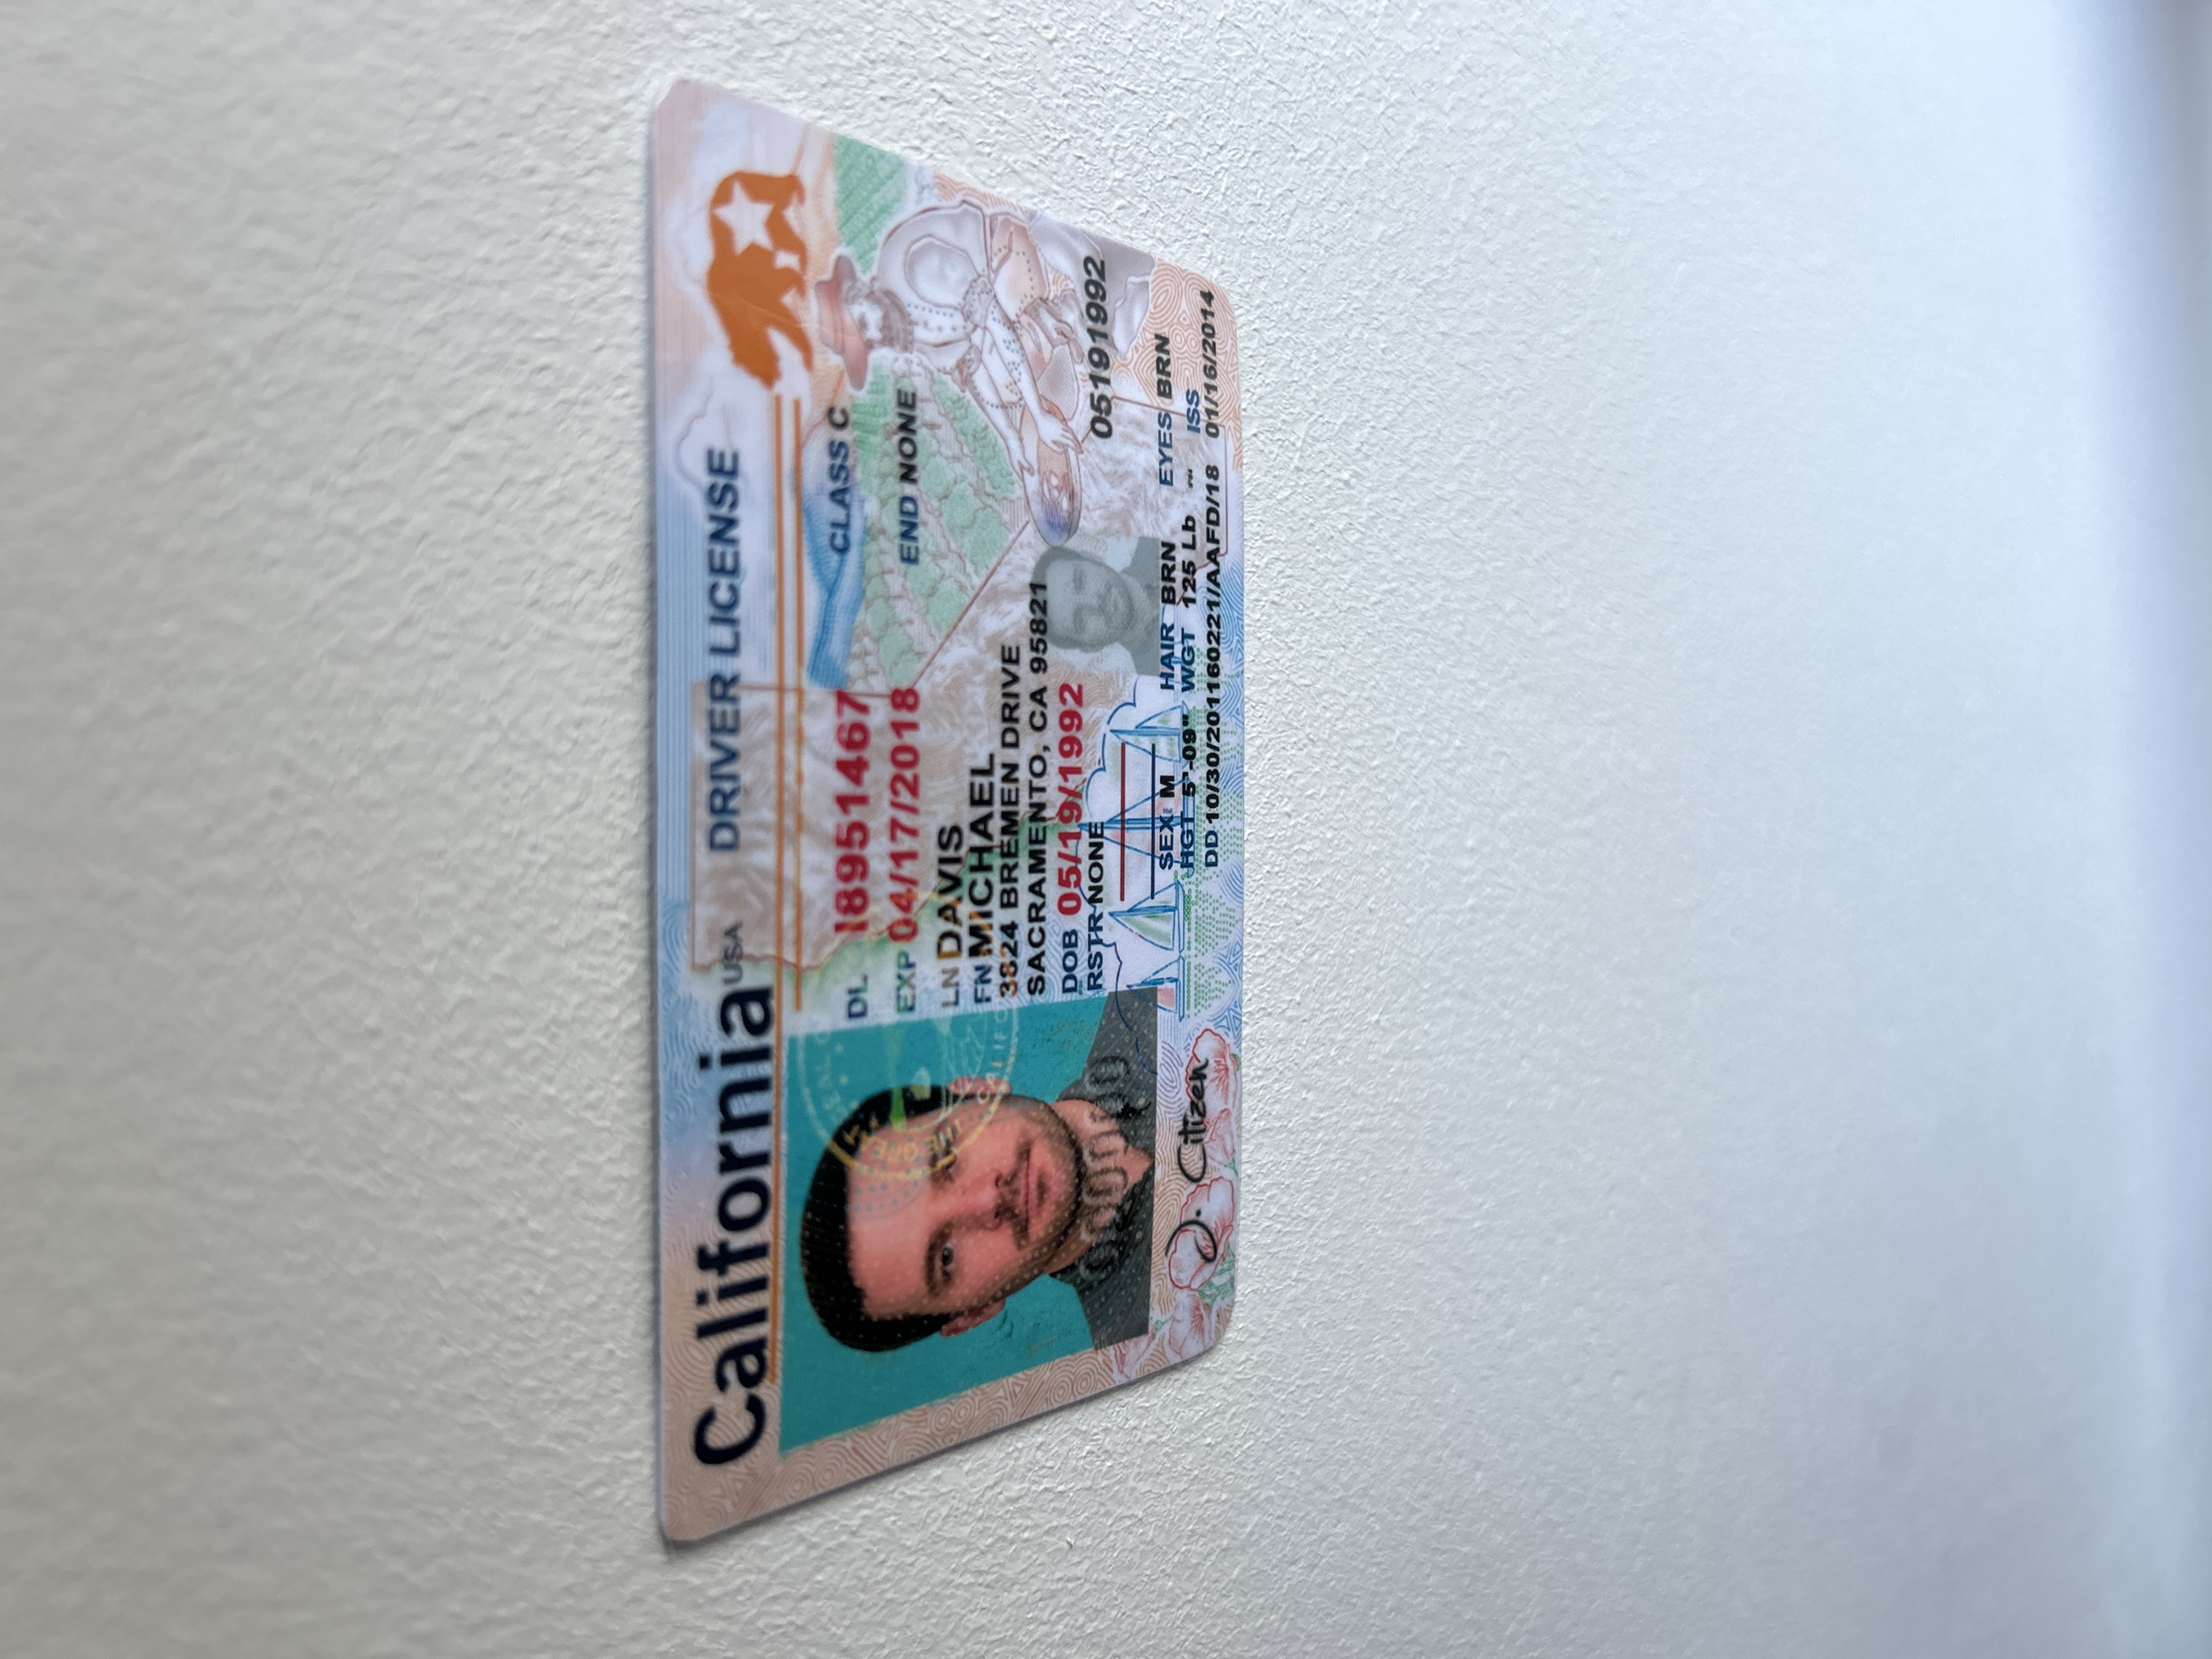 California USA DRIVER LICENSE
DL I8951467 CLASS C
EXP 04/17/2018 END NONE
LN DAVIS
FN MICHAEL
3824 BREMEN DRIVE
SACRAMENTO, CA 95821
DOB 05/19/1992
RSTR NONE 05191992
SEX M HAIR BRN EYES BRN
HGT 5'-09" WGT 125 Lb ISS
DD 10/30/201160221/AAFD/18 01/16/2014
J. Citizen